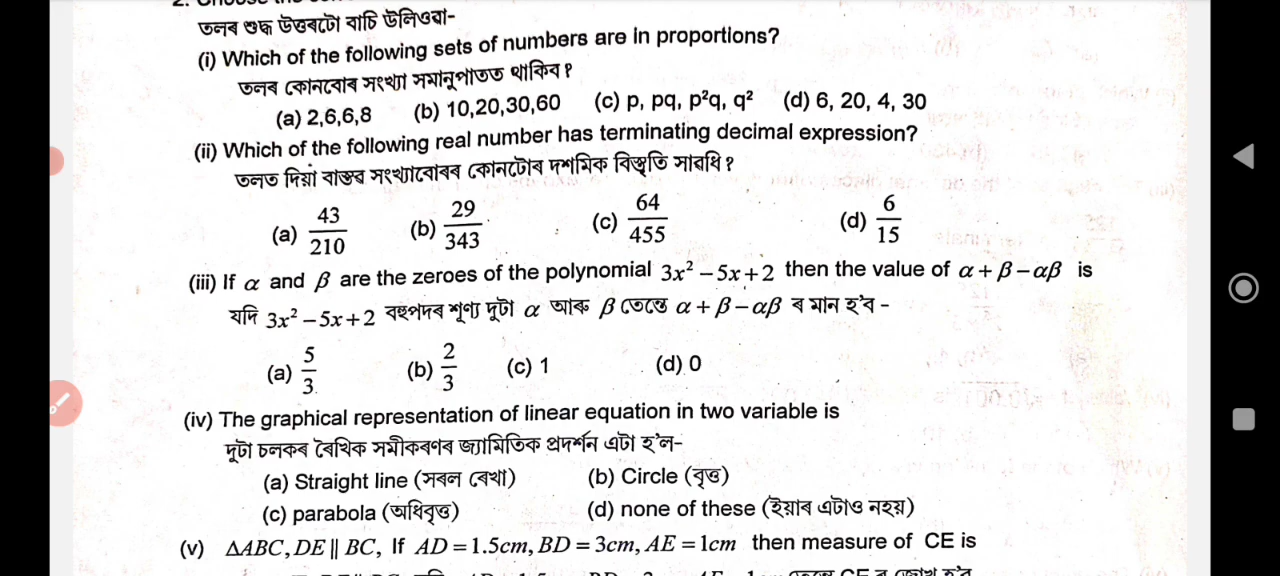 তলৰ শুদ্ধ উত্তৰটো বাচি উলিওৱা-
(i) Which of the following sets of numbers are in proportions?
তলৰ কোনবোৰ সংখ্যা সমানুপাতত থাকিব ?
(a) 2,6,6,8 (b) 10,20,30,60 (c) p, pq, p²q, q² (d) 6, 20, 4, 30
(ii) Which of the following real number has terminating decimal expression?
তলত দিয়া বাস্তৱ সংখ্যাবোৰৰ কোনটোৰ দশমিক বিস্তৃতি সাৱধি ?
(a) 43/210 (b) 29/343 (c) 64/455 (d) 6/15
(iii) If α and β are the zeroes of the polynomial 3x² – 5x + 2 then the value of α + β – αβ is
যদি 3x² – 5x + 2 বহুপদৰ শূণ্য দুটা α আৰু β তেন্তে α + β – αβ ৰ মান হ'ব -
(a) 5/3 (b) 2/3 (c) 1 (d) 0
(iv) The graphical representation of linear equation in two variable is
দুটা চলকৰ ৰৈখিক সমীকৰণৰ জ্যামিতিক প্ৰদৰ্শন এটা হ'ল-
(a) Straight line (সৰল ৰেখা) (b) Circle (বৃত্ত)
(c) parabola (অধিবৃত্ত) (d) none of these (ইয়াৰ এটাও নহয়)
(v) ΔABC, DE || BC, If AD = 1.5cm, BD = 3cm, AE = 1cm then measure of CE is